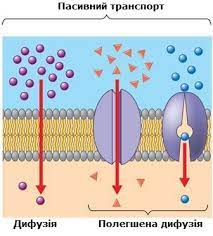 Пасивний транспорт
Дифузія
Полегшена дифузія